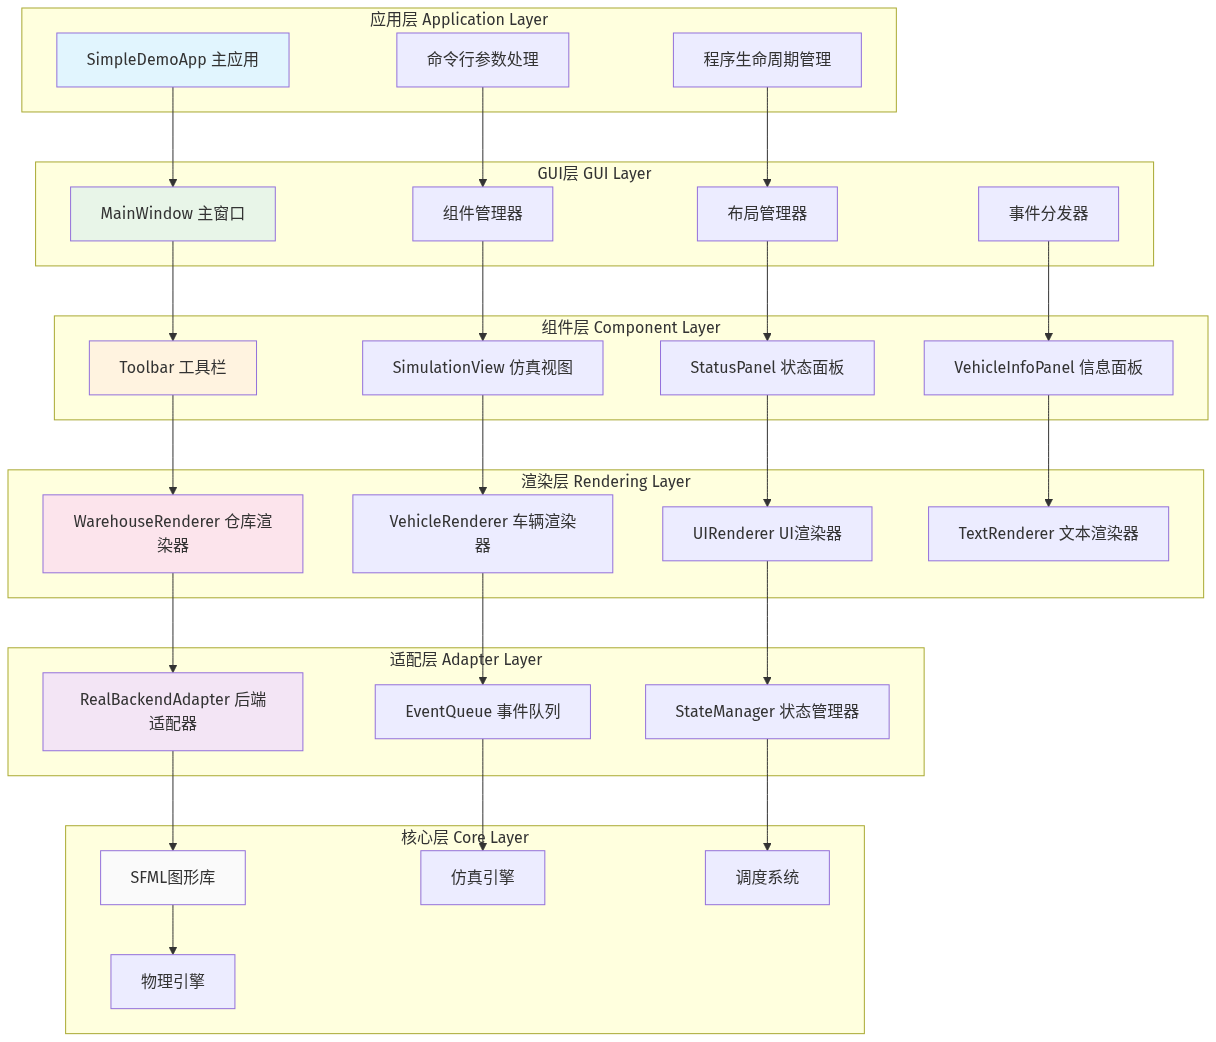 应用层 Application Layer
SimpleDemoApp 主应用
命令行参数处理
程序生命周期管理
GUI层 GUI Layer
MainWindow 主窗口
组件管理器
布局管理器
事件分发器
组件层 Component Layer
Toolbar 工具栏
SimulationView 仿真视图
StatusPanel 状态面板
VehicleInfoPanel 信息面板
渲染层 Rendering Layer
WarehouseRenderer 仓库渲
染器
VehicleRenderer 车辆渲染
器
UIRenderer UI渲染器
TextRenderer 文本渲染器
适配层 Adapter Layer
RealBackendAdapter 后端
适配器
EventQueue 事件队列
StateManager 状态管理器
核心层 Core Layer
SFML图形库
仿真引擎
调度系统
物理引擎